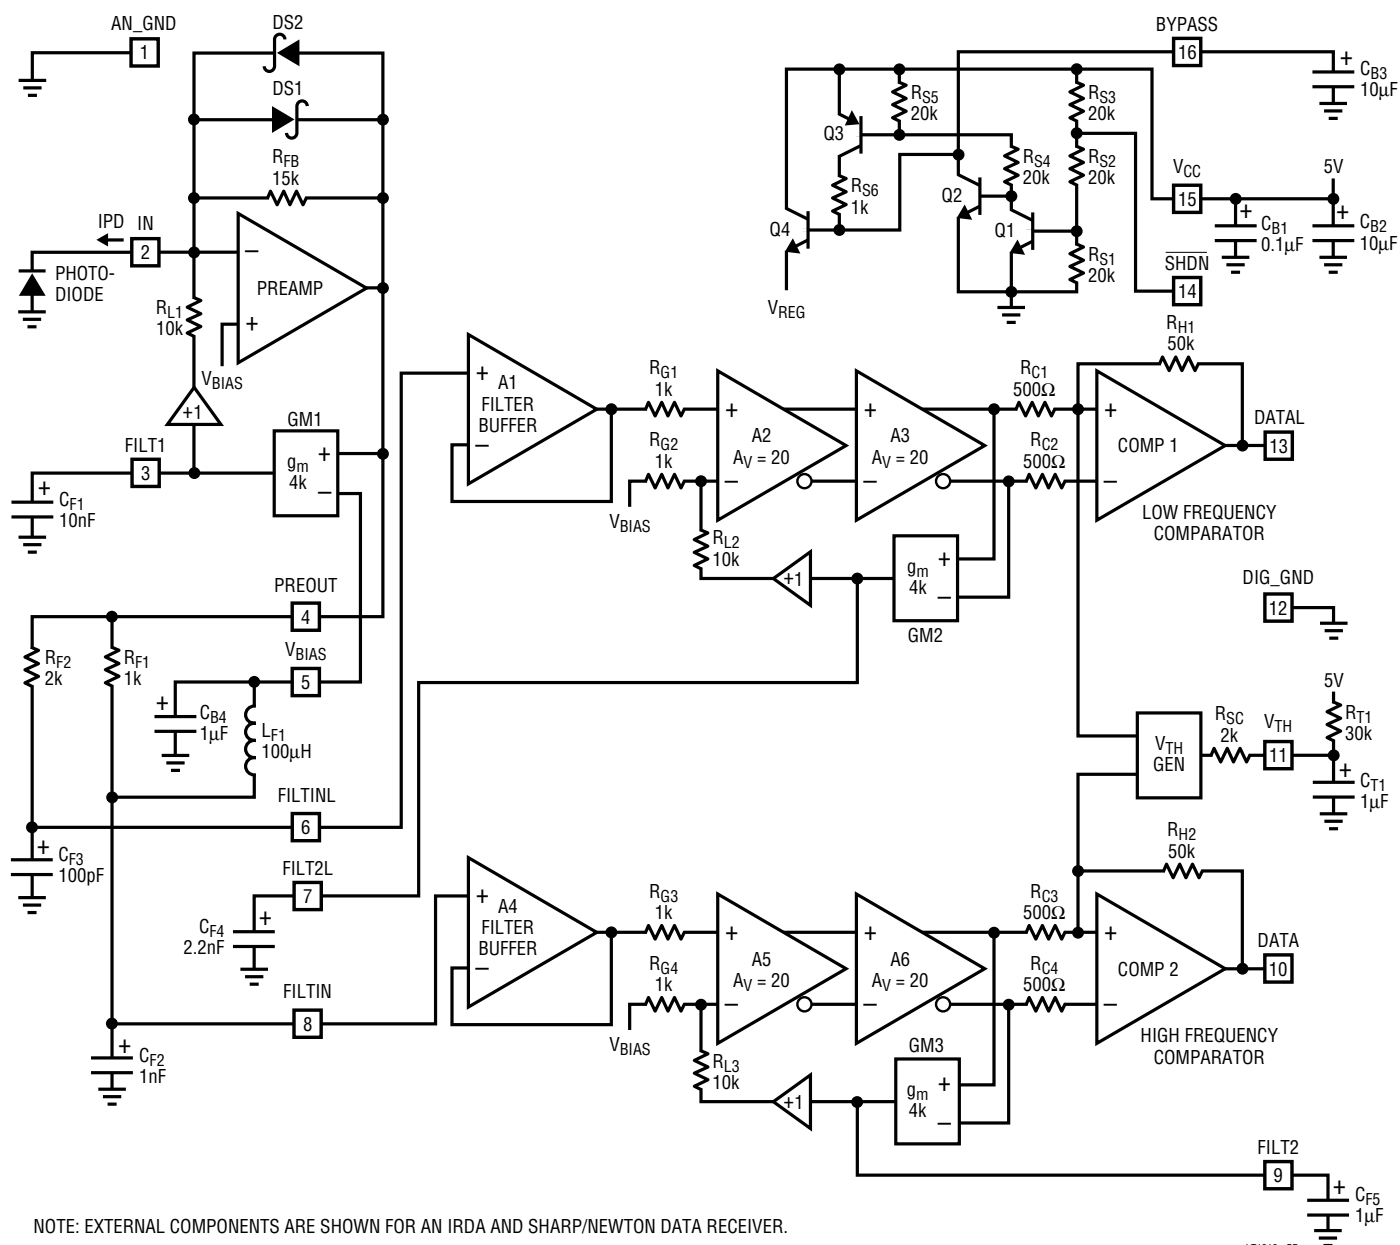 AN_GND
1
DS2
DS1
RFB
15k
IPD
IN
2
PHOTO-
DIODE
−
PREAMP
+
RL1
10k
VBIAS
+1
FILT1
3
GM1
gm
4k
+
−
+
CF1
10nF
BYPASS
16
+
CB3
10µF
RS5
20k
RS3
20k
Q3
RS4
20k
RS2
20k
RS6
1k
Q2
Q4
Q1
RS1
20k
VREG
VCC
15
5V
+
CB1
0.1µF
+
CB2
10µF
SHDN
14
+
A1
FILTER
BUFFER
−
RG1
1k
RG2
1k
VBIAS
+
A2
AV = 20
−
+
A3
AV = 20
−
RC1
500Ω
RC2
500Ω
RH1
50k
+
COMP 1
−
DATAL
13
LOW FREQUENCY
COMPARATOR
RL2
10k
+1
gm
4k
+
−
GM2
DIG_GND
12
PREOUT
4
RF2
2k
RF1
1k
VBIAS
5
+
CB4
1µF
LF1
100µH
FILTINL
6
+
CF3
100pF
FILT2L
7
+
CF4
2.2nF
FILTIN
8
+
CF2
1nF
VTH
GEN
RSC
2k
VTH
11
5V
RT1
30k
+
CT1
1µF
+
A4
FILTER
BUFFER
−
RG3
1k
RG4
1k
VBIAS
+
A5
AV = 20
−
+
A6
AV = 20
−
RC3
500Ω
RC4
500Ω
RH2
50k
+
COMP 2
−
DATA
10
HIGH FREQUENCY
COMPARATOR
RL3
10k
+1
GM3
gm
4k
+
−
FILT2
9
+
CF5
1µF
NOTE: EXTERNAL COMPONENTS ARE SHOWN FOR AN IRDA AND SHARP/NEWTON DATA RECEIVER.